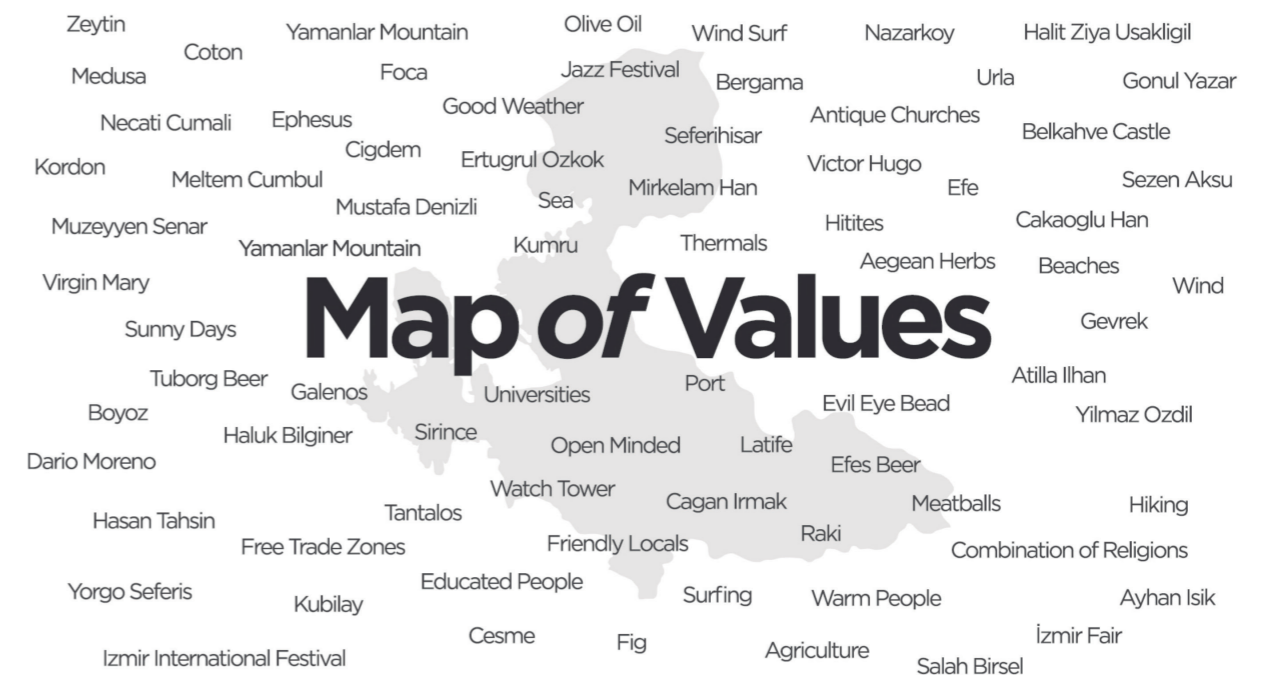 Zeytin
Yamanlar Mountain
Olive Oil
Wind Surf
Nazarkoy
Halit Ziya Usakligil
Coton
Medusa
Foca
Jazz Festival
Bergama
Urla
Gonul Yazar
Necati Cumali
Ephesus
Good Weather
Antique Churches
Belkahve Castle
Seferihisar
Cigdem
Ertugrul Ozkok
Victor Hugo
Kordon
Meltem Cumbul
Mirkelam Han
Efe
Sezen Aksu
Mustafa Denizli
Sea
Muzeyyen Senar
Hitites
Cakaoglu Han
Yamanlar Mountain
Kumru
Thermals
Aegean Herbs
Beaches
Virgin Mary
Wind
Map of Values
Sunny Days
Gevrek
Tuborg Beer
Galenos
Universities
Port
Atilla Ilhan
Boyoz
Evil Eye Bead
Yilmaz Ozdil
Haluk Bilginer
Sirince
Open Minded
Latife
Dario Moreno
Efes Beer
Watch Tower
Cagan Irmak
Meatballs
Hiking
Hasan Tahsin
Tantalos
Raki
Free Trade Zones
Friendly Locals
Combination of Religions
Yorgo Seferis
Educated People
Kubilay
Surfing
Warm People
Ayhan Isik
Cesme
Fig
Agriculture
İzmir Fair
Izmir International Festival
Salah Birsel